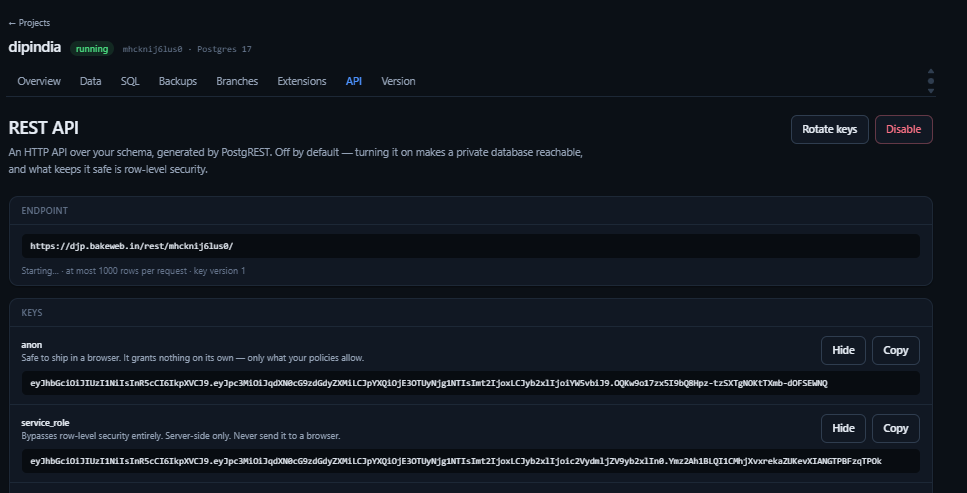 ← Projects
dipindia running mhcknij6lus0 · Postgres 17
Overview Data SQL Backups Branches Extensions API Version
REST API
Rotate keys Disable
An HTTP API over your schema, generated by PostgREST. Off by default — turning it on makes a private database reachable,
and what keeps it safe is row-level security.
ENDPOINT
https://djp.bakeweb.in/rest/mhcknij6lus0/
Starting... · at most 1000 rows per request · key version 1
KEYS
anon
Safe to ship in a browser. It grants nothing on its own — only what your policies allow.
Hide Copy
service_role
Bypasses row-level security entirely. Server-side only. Never send it to a browser.
Hide Copy